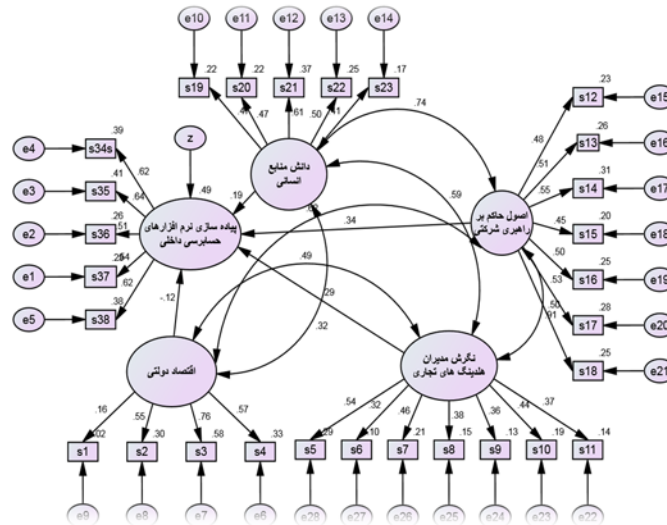 e10 e11 e12 e13 e14
.22 .22 .37 .25 .17
s19 s20 s21 s22 s23
.47 .61 .50 .41
.74
.23
s12 e15
.26
s13 e16
.31
s14 e17
.20
s15 e18
.25
s16 e19
.28
s17 e20
.25
s18 e21
.48
.51
.55
.45
.50
.53
.50
.91
e4 s34s .39
e3 s35 .41
e2 s36 .26
e1 s37
e5 s38 .38
.62
.64
.51
.62
z
.49
.19
.59
.34
.49
.29
.32
-.12
دانش منابع
انسانی
اصول حاکم بر
راهبری شرکتی
پیاده سازی نرم افزارهای
حسابرسی داخلی
نگرش مدیران
هلدینگ های تجاری
اقتصاد دولتی
.16 .55 .76 .57
.02 .30 .58 .33
s1 s2 s3 s4
e9 e8 e7 e6
.54 .32 .46 .38 .36 .44 .37
.29 .10 .21 .15 .13 .19 .14
s5 s6 s7 s8 s9 s10 s11
e28 e27 e26 e25 e24 e23 e22